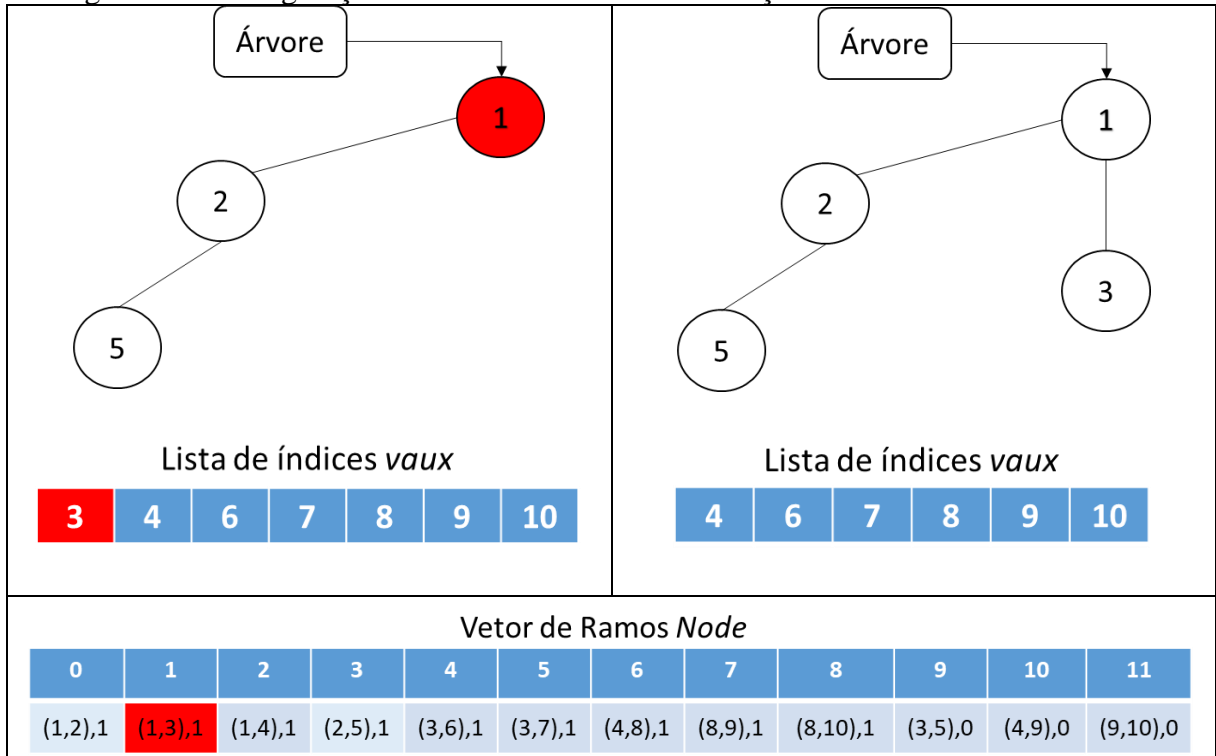 Árvore
1
2
5
Lista de índices vaux
3 4 6 7 8 9 10
Árvore
1
2
3
5
Lista de índices vaux
4 6 7 8 9 10
Vetor de Ramos Node
0 1 2 3 4 5 6 7 8 9 10 11
(1,2),1 (1,3),1 (1,4),1 (2,5),1 (3,6),1 (3,7),1 (4,8),1 (8,9),1 (8,10),1 (3,5),0 (4,9),0 (9,10),0